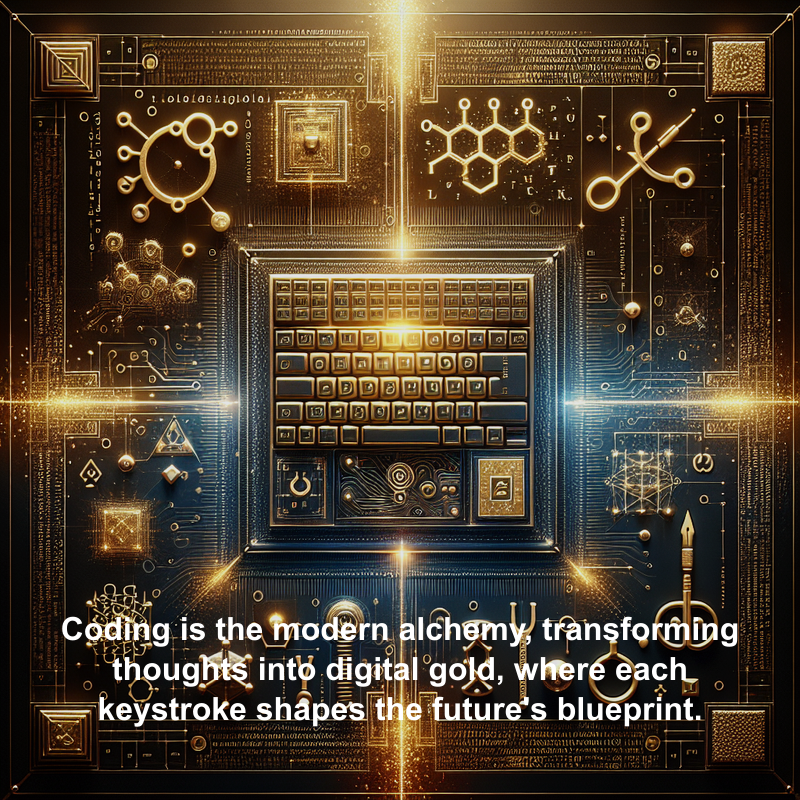 Coding is the modern alchemy, transforming
thoughts into digital gold, where each
keystroke shapes the future's blueprint.